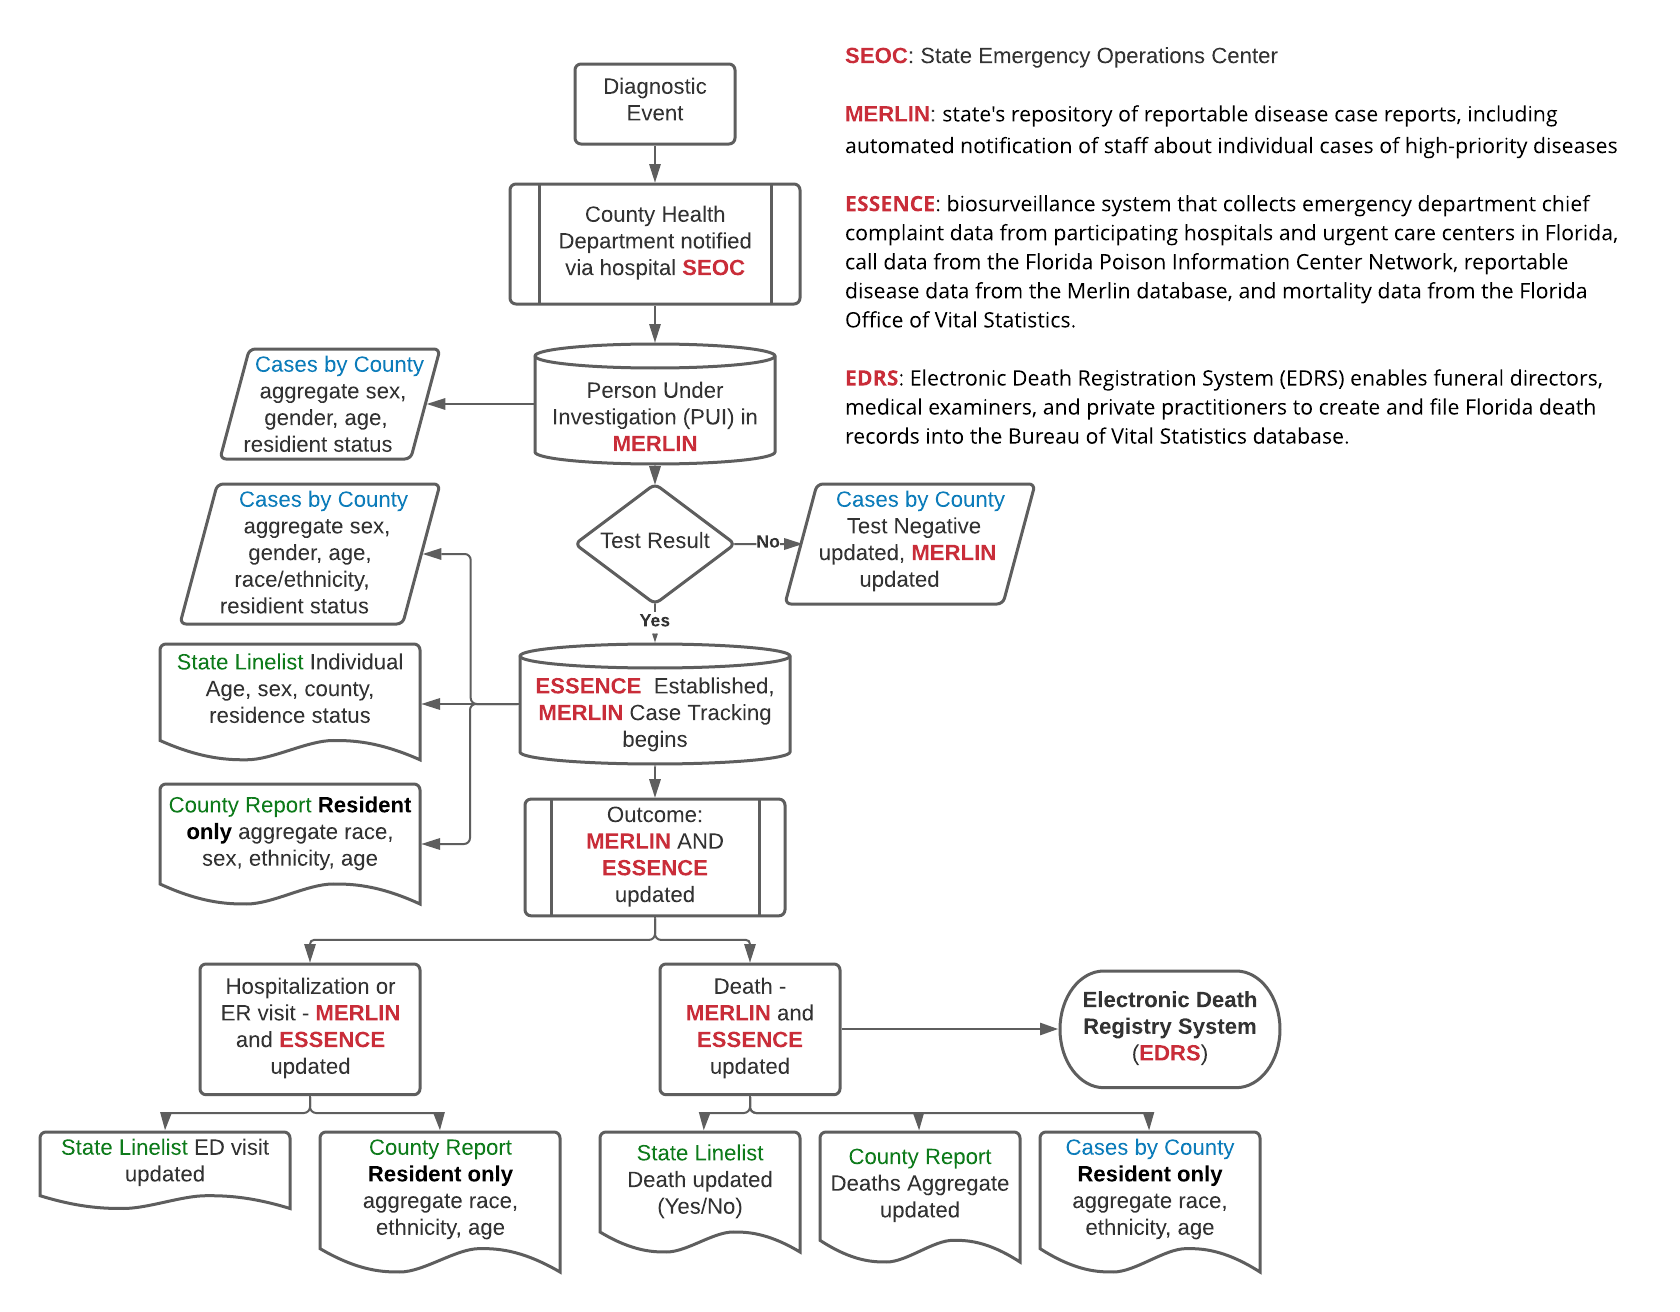 SEOC: State Emergency Operations Center
MERLIN: state's repository of reportable disease case reports, including
automated notification of staff about individual cases of high-priority diseases
ESSENCE: biosurveillance system that collects emergency department chief
complaint data from participating hospitals and urgent care centers in Florida,
call data from the Florida Poison Information Center Network, reportable
disease data from the Merlin database, and mortality data from the Florida
Office of Vital Statistics.
EDRS: Electronic Death Registration System (EDRS) enables funeral directors,
medical examiners, and private practitioners to create and file Florida death
records into the Bureau of Vital Statistics database.
Diagnostic
Event
County Health
Department notified
via hospital SEOC
Cases by County
aggregate sex,
gender, age,
residient status
Person Under
Investigation (PUI) in
MERLIN
Cases by County
aggregate sex,
gender, age,
race/ethnicity,
residient status
Test Result
No
Cases by County
Test Negative
updated, MERLIN
updated
Yes
State Linelist Individual
Age, sex, county,
residence status
ESSENCE Established,
MERLIN Case Tracking
begins
County Report Resident
only aggregate race,
sex, ethnicity, age
Outcome:
MERLIN AND
ESSENCE
updated
Hospitalization or
ER visit - MERLIN
and ESSENCE
updated
Death -
MERLIN and
ESSENCE
updated
Electronic Death
Registry System
(EDRS)
State Linelist ED visit
updated
County Report
Resident only
aggregate race,
ethnicity, age
State Linelist
Death updated
(Yes/No)
County Report
Deaths Aggregate
updated
Cases by County
Resident only
aggregate race,
ethnicity, age